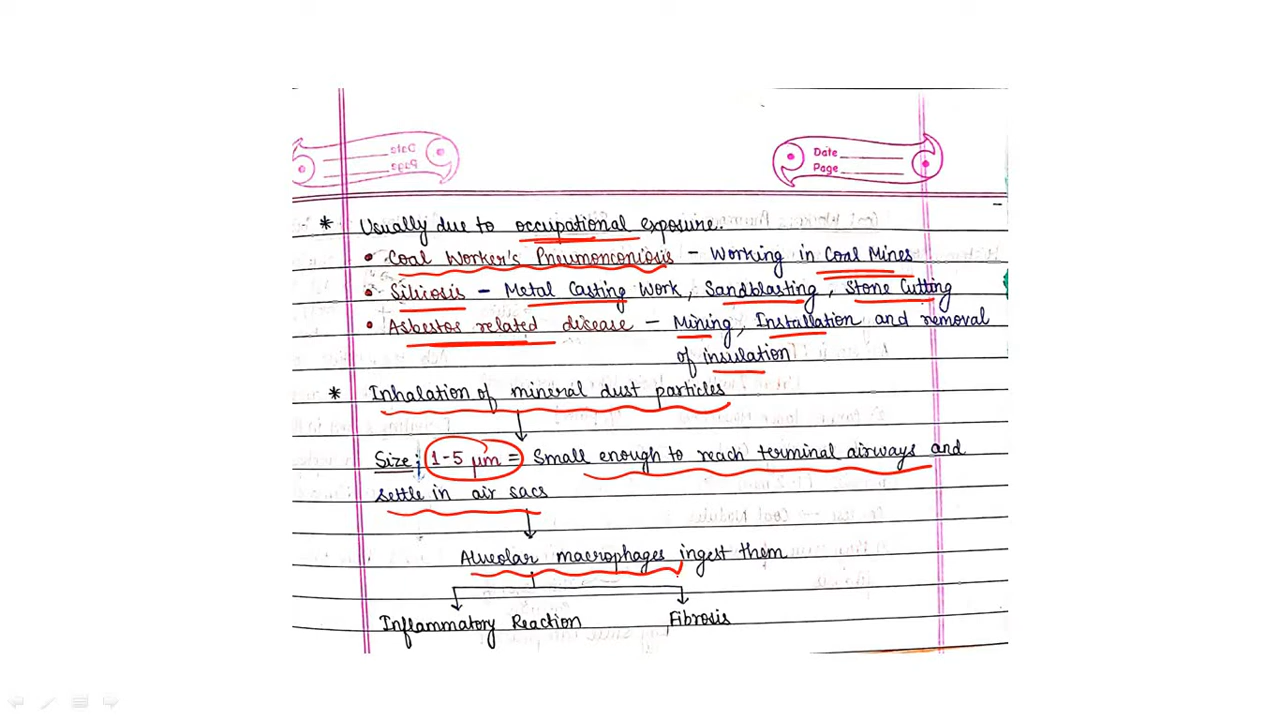 Date
Page
* Usually due to occupational exposure.
• Coal Worker's Pneumonconiosis - Working in Coal Mines
• Silicosis - Metal Casting Work, Sandblasting, Stone Cutting
• Asbestos related disease - Mining, Installation and removal
of insulation
* Inhalation of mineral dust particles
Size: 1-5 μm = Small enough to reach terminal airways and
settle in air sacs
Alveolar macrophages ingest them
Inflammatory Reaction Fibrosis